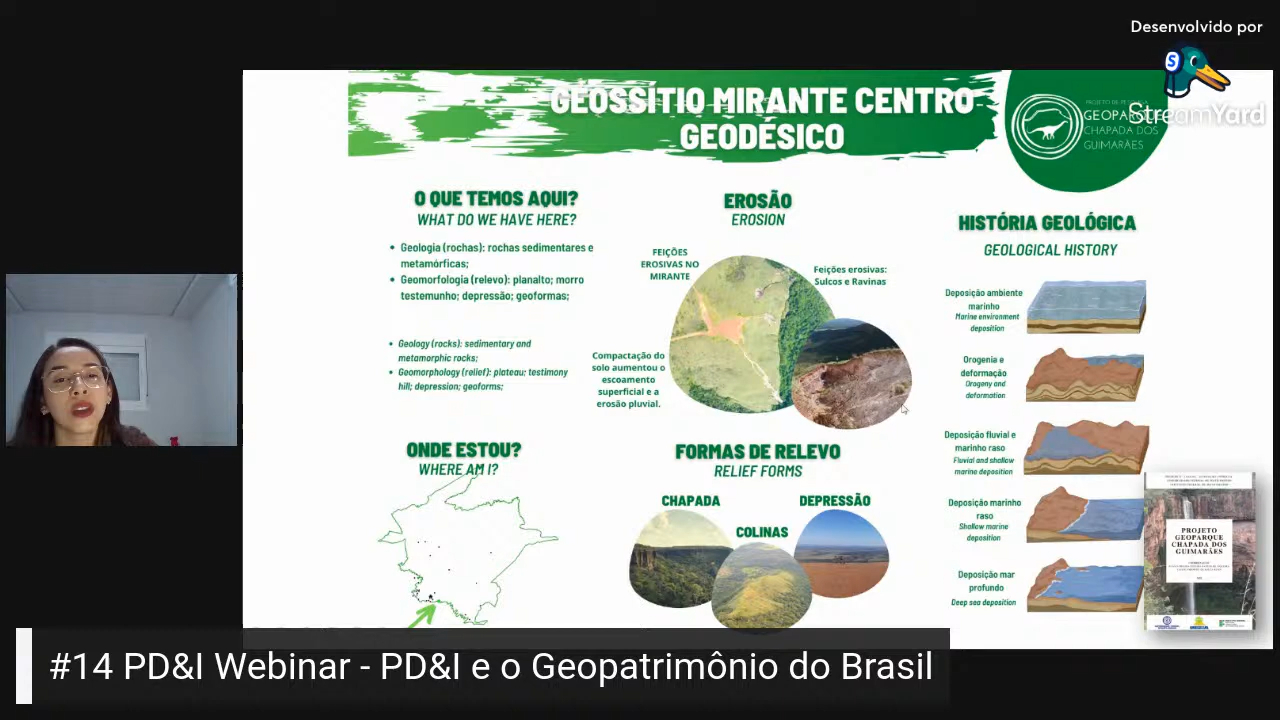 Desenvolvido por
StreamYard
GEOSSÍTIO MIRANTE CENTRO
GEODÉSICO
PROJETO DE PESQUISA
GEOPARQUE
CHAPADA DOS
GUIMARÃES
O QUE TEMOS AQUI?
WHAT DO WE HAVE HERE?
• Geologia (rochas): rochas sedimentares e
metamórficas;
• Geomorfologia (relevo): planalto; morro
testemunho; depressão; geoformas;
• Geology (rocks): sedimentary and
metamorphic rocks;
• Geomorphology (relief): plateau; testimony
hill; depression; geoforms;
ONDE ESTOU?
WHERE AM I?
EROSÃO
EROSION
FEIÇÕES
EROSIVAS NO
MIRANTE
Feições erosivas:
Sulcos e Ravinas
Compactação do
solo aumentou o
escoamento
superficial e a
erosão pluvial.
FORMAS DE RELEVO
RELIEF FORMS
CHAPADA
COLINAS
DEPRESSÃO
HISTÓRIA GEOLÓGICA
GEOLOGICAL HISTORY
Deposição ambiente
marinho
Marine environment
deposition
Orogenia e
deformação
Orogeny and
deformation
Deposição fluvial e
marinho raso
Fluvial and shallow
marine deposition
Deposição marinho
raso
Shallow marine
deposition
Deposição mar
profundo
Deep sea deposition
PROJETO
GEOPARQUE
CHAPADA DOS
GUIMARÃES
#14 PD&I Webinar - PD&I e o Geopatrimônio do Brasil